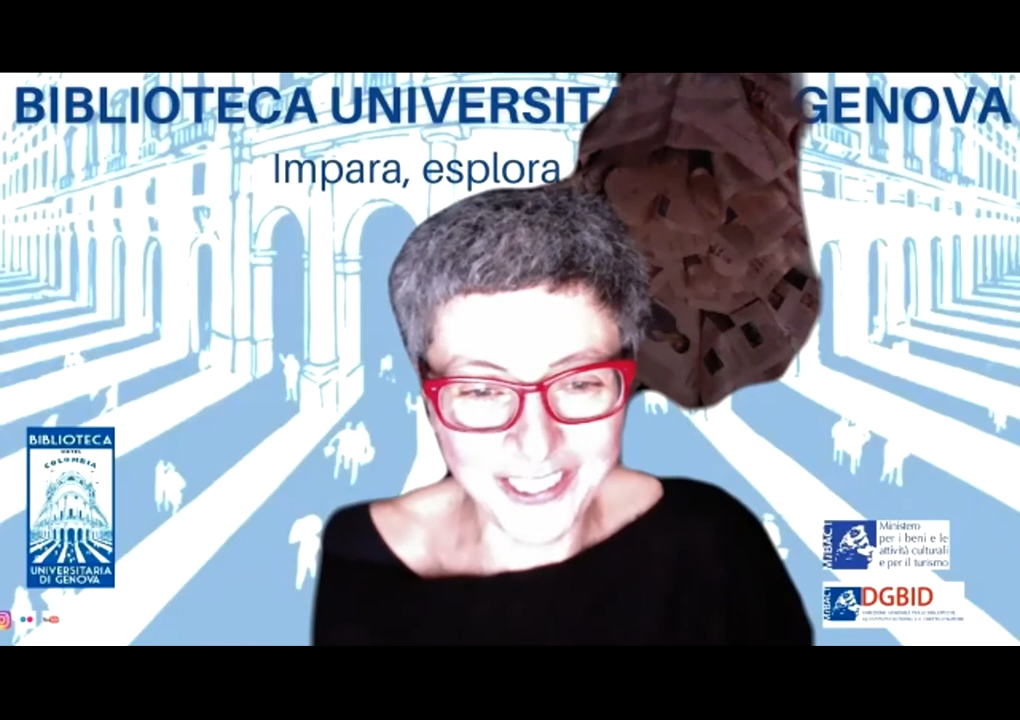 BIBLIOTECA UNIVERSIT GENOVA
Impara, esplora
BIBLIOTECA
HOTEL
COLOMBIA
UNIVERSITARIA
DI GENOVA
MiBACT
Ministero
per i beni e le
attività culturali
e per il turismo
MiBACT
DGBID